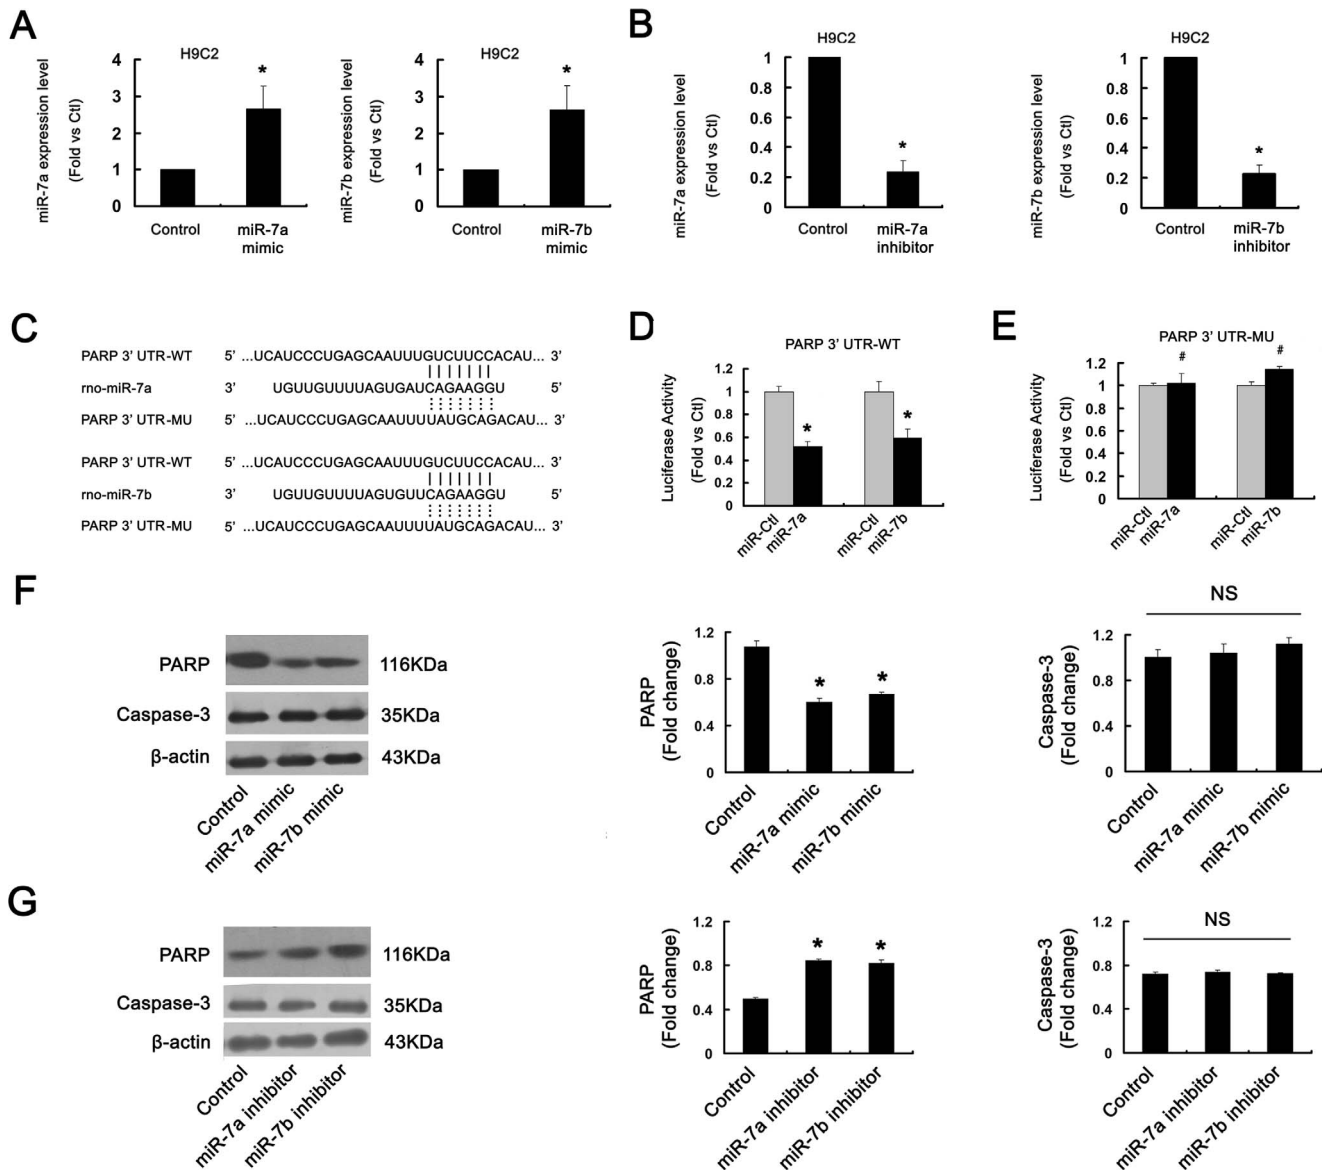 A
miR-7a expression level
(Fold vs Ctl)
H9C2
4
3
2
1
0
*
Control
miR-7a
mimic
miR-7b expression level
(Fold vs Ctl)
H9C2
4
3
2
1
0
*
Control
miR-7b
mimic
B
miR-7a expression level
(Fold vs Ctl)
H9C2
1
0.8
0.6
0.4
0.2
0
*
Control
miR-7a
inhibitor
miR-7b expression level
(Fold vs Ctl)
H9C2
1
0.8
0.6
0.4
0.2
0
*
Control
miR-7b
inhibitor
C
PARP 3' UTR-WT 5' ...UCAUCCCUGAGCAAUUUGUCUUCCACAU... 3'
rno-miR-7a 3' UGUUGUUUUAGUGAUCAGAAGGU 5'
PARP 3' UTR-MU 5' ...UCAUCCCUGAGCAAUUUUAUGCAGACAU... 3'
PARP 3' UTR-WT 5' ...UCAUCCCUGAGCAAUUUGUCUUCCACAU... 3'
rno-miR-7b 3' UGUUGUUUUAGUGUUCAGAAGGU 5'
PARP 3' UTR-MU 5' ...UCAUCCCUGAGCAAUUUUAUGCAGACAU... 3'
D
PARP 3' UTR-WT
Luciferase Activity
(Fold vs Ctl)
1.2
1
0.8
0.6
0.4
0.2
0
*
*
miR-Ctl
miR-7a
miR-Ctl
miR-7b
E
PARP 3' UTR-MU
Luciferase Activity
(Fold vs Ctl)
1.2
1
0.8
0.6
0.4
0.2
0
#
#
miR-Ctl
miR-7a
miR-Ctl
miR-7b
F
PARP 116KDa
Caspase-3 35KDa
β-actin 43KDa
Control
miR-7a mimic
miR-7b mimic
PARP
(Fold change)
1.2
0.8
0.4
0
*
*
Control
miR-7a mimic
miR-7b mimic
Caspase-3
(Fold change)
NS
1.2
0.8
0.4
0
Control
miR-7a mimic
miR-7b mimic
G
PARP 116KDa
Caspase-3 35KDa
β-actin 43KDa
Control
miR-7a inhibitor
miR-7b inhibitor
PARP
(Fold change)
1.2
0.8
0.4
0
*
*
Control
miR-7a inhibitor
miR-7b inhibitor
Caspase-3
(Fold change)
NS
1.2
0.8
0.4
0
Control
miR-7a inhibitor
miR-7b inhibitor